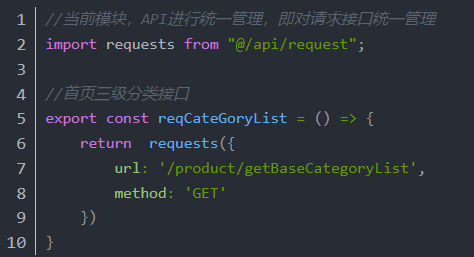 1 //当前模块，API进行统一管理，即对请求接口统一管理
2 import requests from "@/api/request";
3
4 //首页三级分类接口
5 export const reqCateGoryList = () => {
6     return  requests({
7         url: '/product/getBaseCategoryList',
8         method: 'GET'
9     })
10 }